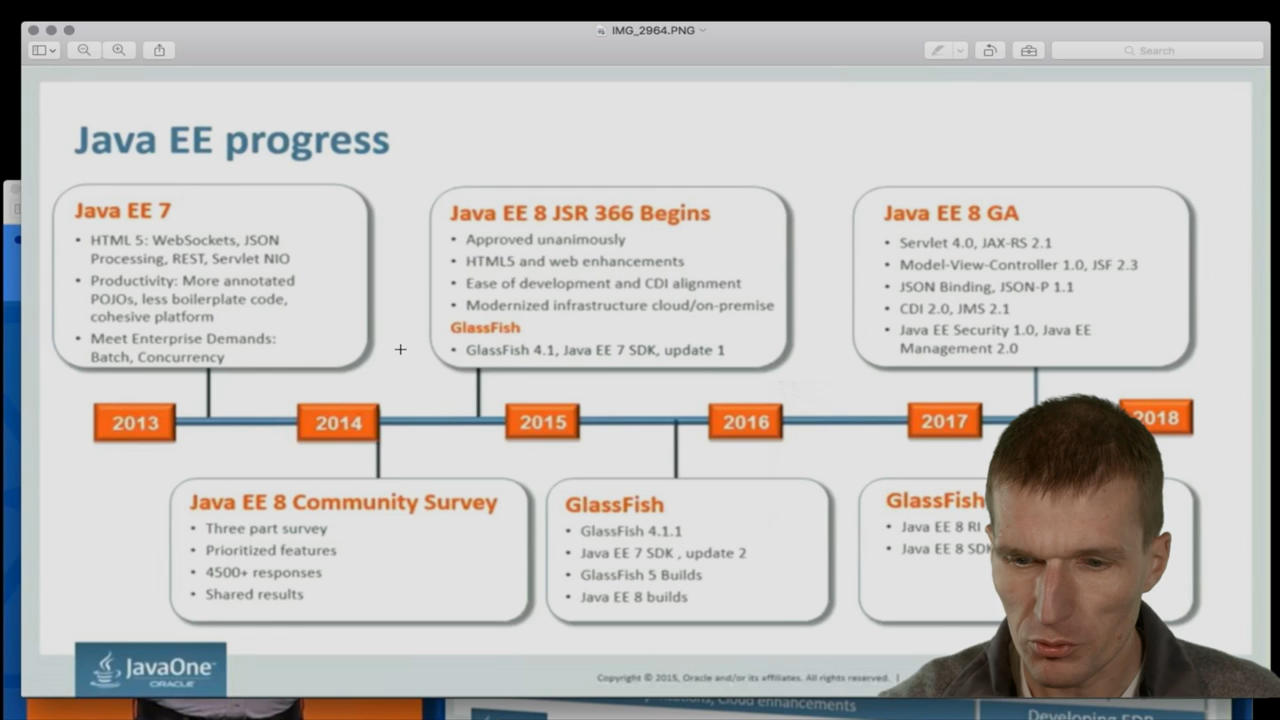 IMG_2964.PNG
Search
Java EE progress
Java EE 7
• HTML 5: WebSockets, JSON
Processing, REST, Servlet NIO
• Productivity: More annotated
POJOs, less boilerplate code,
cohesive platform
• Meet Enterprise Demands:
Batch, Concurrency
Java EE 8 JSR 366 Begins
• Approved unanimously
• HTML5 and web enhancements
• Ease of development and CDI alignment
• Modernized infrastructure cloud/on-premise
GlassFish
• GlassFish 4.1, Java EE 7 SDK, update 1
Java EE 8 GA
• Servlet 4.0, JAX-RS 2.1
• Model-View-Controller 1.0, JSF 2.3
• JSON Binding, JSON-P 1.1
• CDI 2.0, JMS 2.1
• Java EE Security 1.0, Java EE
Management 2.0
2013
2014
2015
2016
2017
2018
Java EE 8 Community Survey
• Three part survey
• Prioritized features
• 4500+ responses
• Shared results
GlassFish
• GlassFish 4.1.1
• Java EE 7 SDK , update 2
• GlassFish 5 Builds
• Java EE 8 builds
GlassFish
• Java EE 8 RI
• Java EE 8 SDK
JavaOne
ORACLE
Copyright © 2015, Oracle and/or its affiliates. All rights reserved. |
Cloud enhancements
Developing